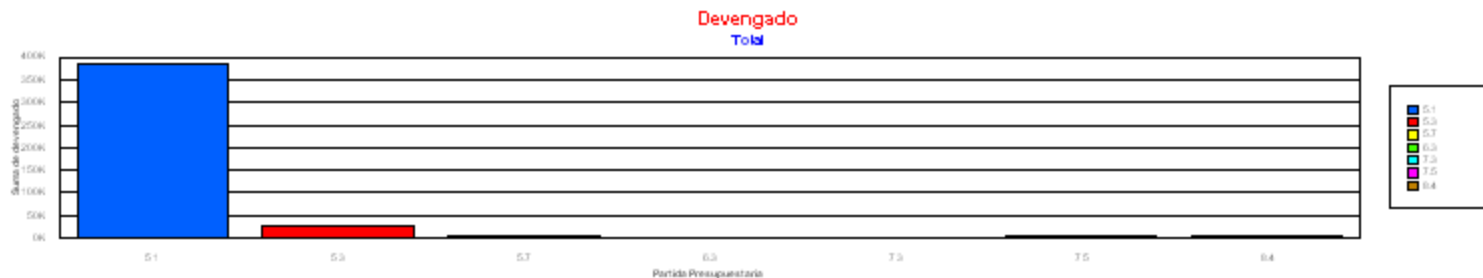 Devengado
Total
400K
350K
300K
250K
200K
150K
100K
50K
0K
Suma de devengado
5.1 5.3 5.7 6.3 7.3 7.5 8.4
Partida Presupuestaria
5.1
5.3
5.7
6.3
7.3
7.5
8.4